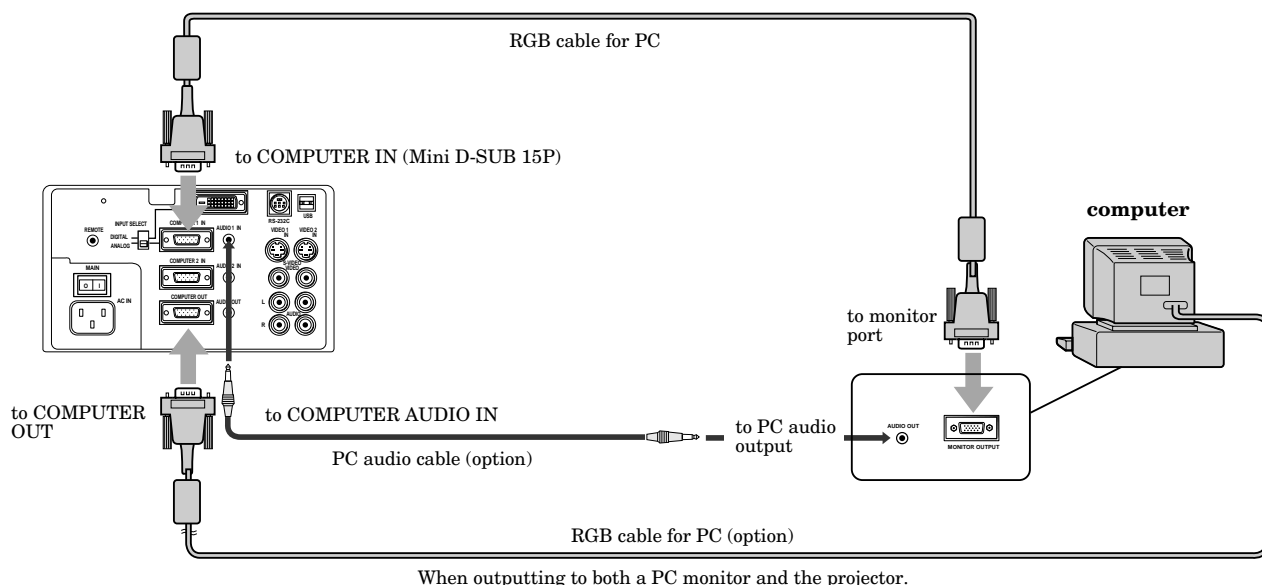 RGB cable for PC
to COMPUTER IN (Mini D-SUB 15P)
REMOTE
INPUT SELECT
DIGITAL
ANALOG
COMPUTER 1 IN
AUDIO 1 IN
RS-232C
USB
VIDEO 1
IN
VIDEO 2
IN
S-VIDEO
VIDEO
MAIN
O I
AC IN
COMPUTER 2 IN
2 IN
COMPUTER OUT
OUT
L
AUDIO
R
computer
to monitor
port
to COMPUTER
OUT
to COMPUTER AUDIO IN
PC audio cable (option)
to PC audio
output
AUDIO OUT
MONITOR OUTPUT
RGB cable for PC (option)
When outputting to both a PC monitor and the projector.